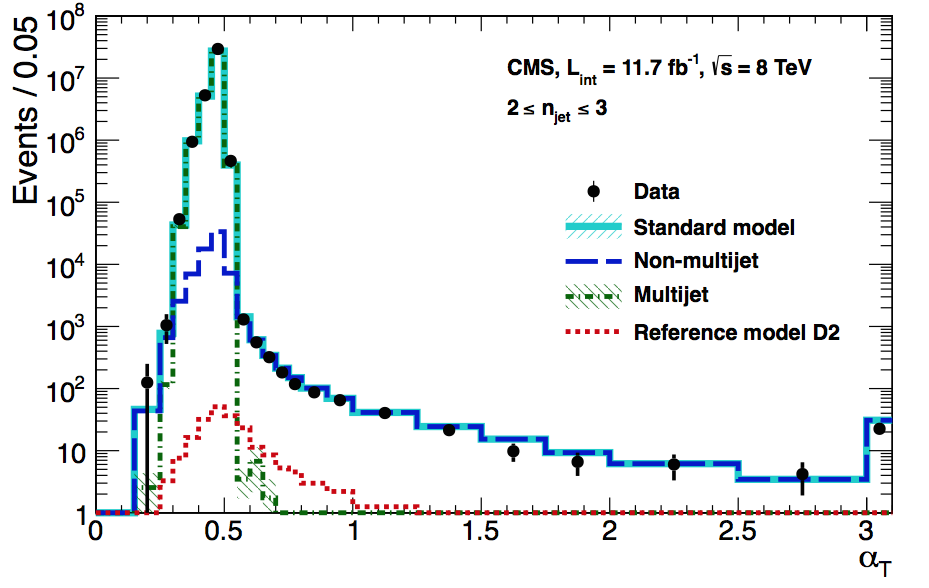 Events / 0.05
10⁸
10⁷
10⁶
10⁵
10⁴
10³
10²
10
1
CMS, L_int = 11.7 fb⁻¹, √s = 8 TeV
2 ≤ n_jet ≤ 3
Data
Standard model
Non-multijet
Multijet
Reference model D2
0 0.5 1 1.5 2 2.5 3
α_T